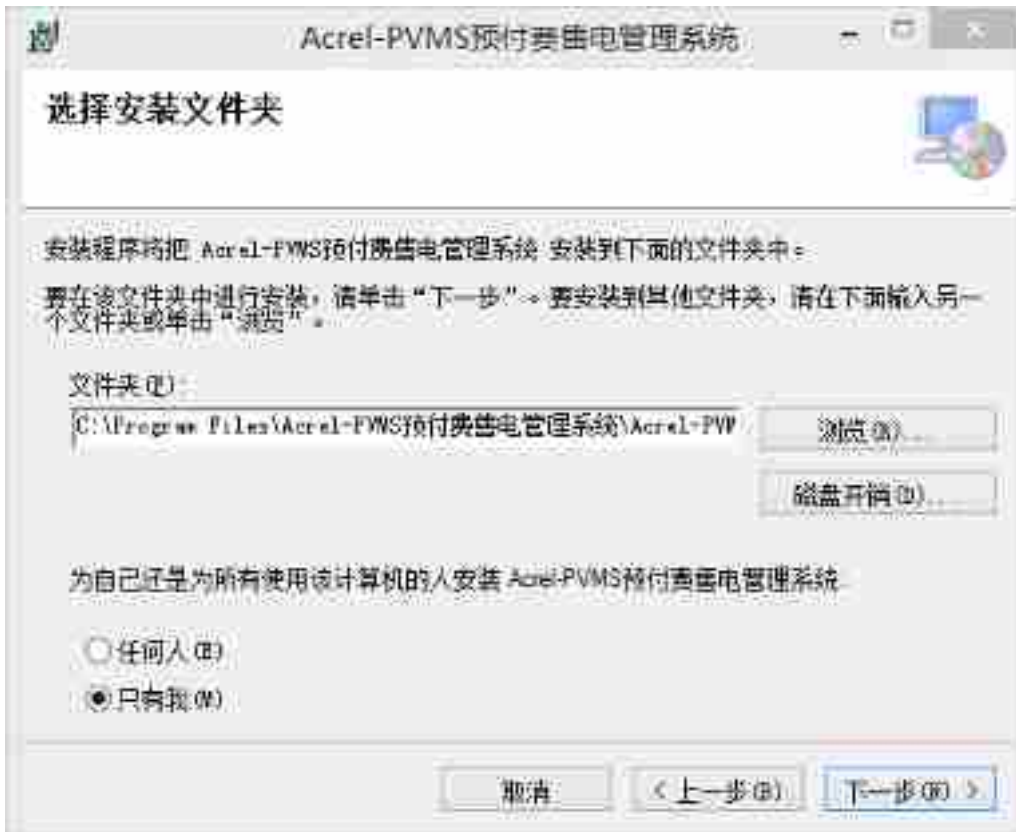 Acrel-PVMS预付费售电管理系统
选择安装文件夹
安装程序将把 Acrel-PVMS预付费售电管理系统 安装到下面的文件夹中。
要在该文件夹中进行安装，请单击“下一步”。要安装到其他文件夹，请在下面输入另一
个文件夹或单击“浏览”。
文件夹(F):
C:\Program Files\Acrel-PVMS预付费售电管理系统\Acrel-PVM
浏览(R)...
磁盘开销(D)...
为自己还是为所有使用该计算机的人安装 Acrel-PVMS预付费售电管理系统:
任何人(E)
只有我(M)
取消
< 上一步(B)
下一步(N) >